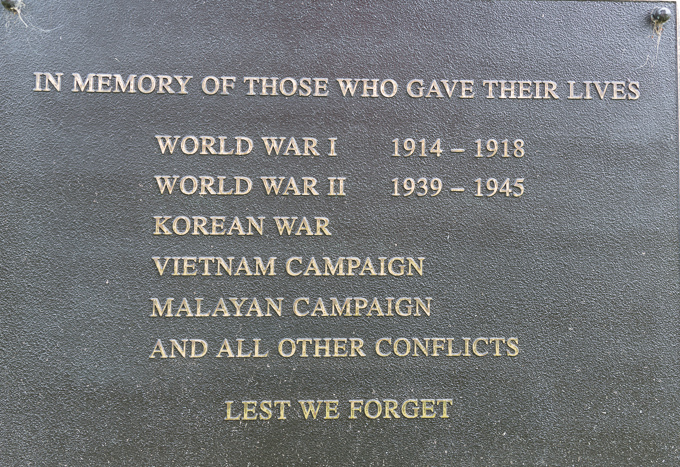 IN MEMORY OF THOSE WHO GAVE THEIR LIVES
WORLD WAR I 1914 – 1918
WORLD WAR II 1939 – 1945
KOREAN WAR
VIETNAM CAMPAIGN
MALAYAN CAMPAIGN
AND ALL OTHER CONFLICTS
LEST WE FORGET